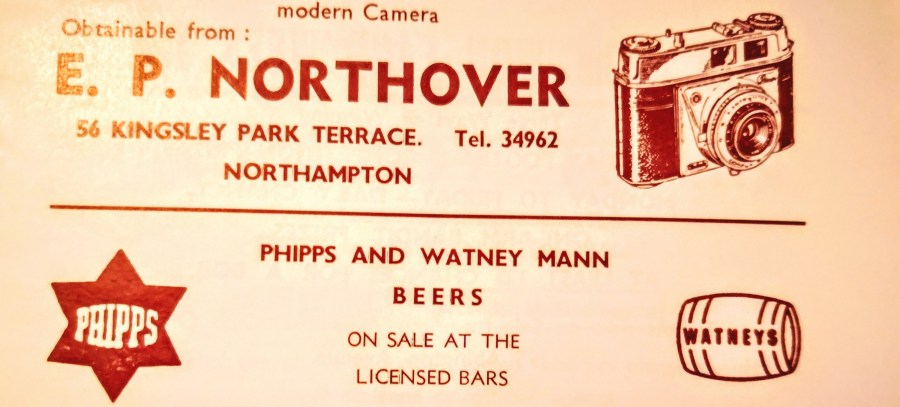 modern Camera
Obtainable from :
E. P. NORTHOVER
56 KINGSLEY PARK TERRACE. Tel. 34962
NORTHAMPTON
PHIPPS AND WATNEY MANN
BEERS
PHIPPS
WATNEYS
ON SALE AT THE
LICENSED BARS